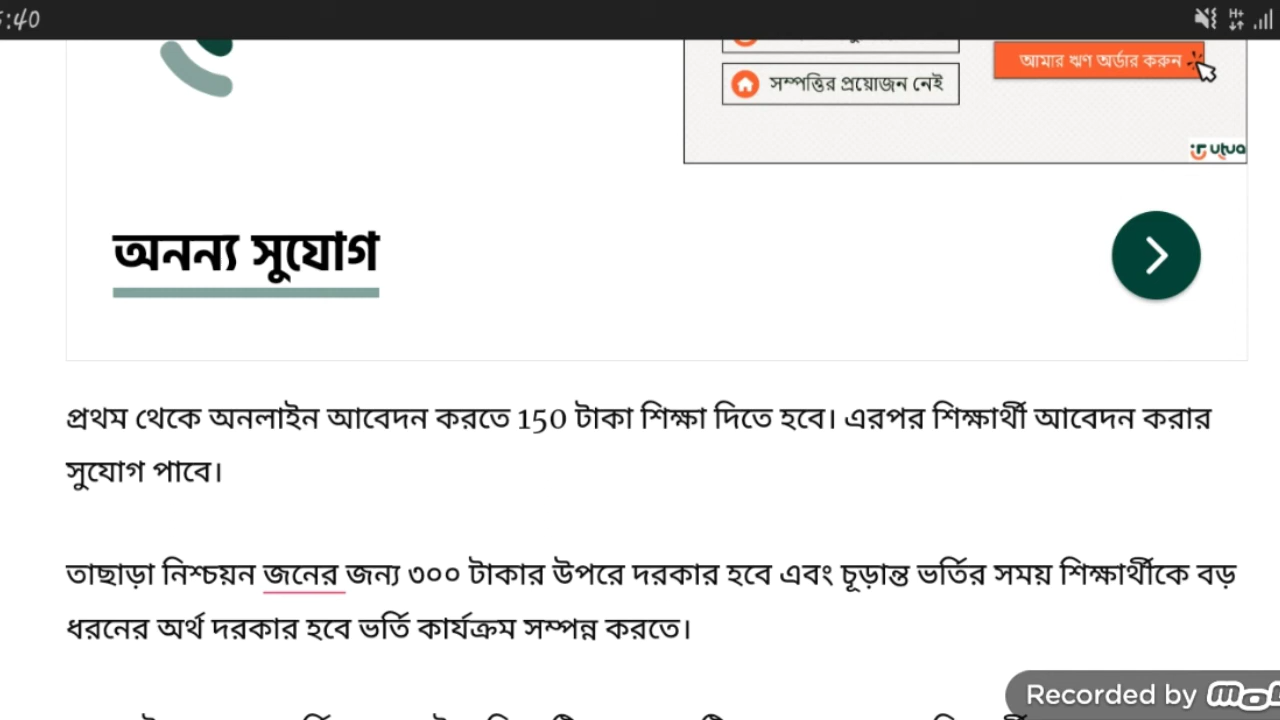 :40
H+
আমার ঋণ অর্ডার করুন
সম্পত্তির প্রয়োজন নেই
অনন্য সুযোগ
প্রথম থেকে অনলাইন আবেদন করতে 150 টাকা শিক্ষা দিতে হবে। এরপর শিক্ষার্থী আবেদন করার
সুযোগ পাবে।
তাছাড়া নিশ্চয়ন জনের জন্য ৩০০ টাকার উপরে দরকার হবে এবং চূড়ান্ত ভর্তির সময় শিক্ষার্থীকে বড়
ধরনের অর্থ দরকার হবে ভর্তি কার্যক্রম সম্পন্ন করতে।
Recorded by